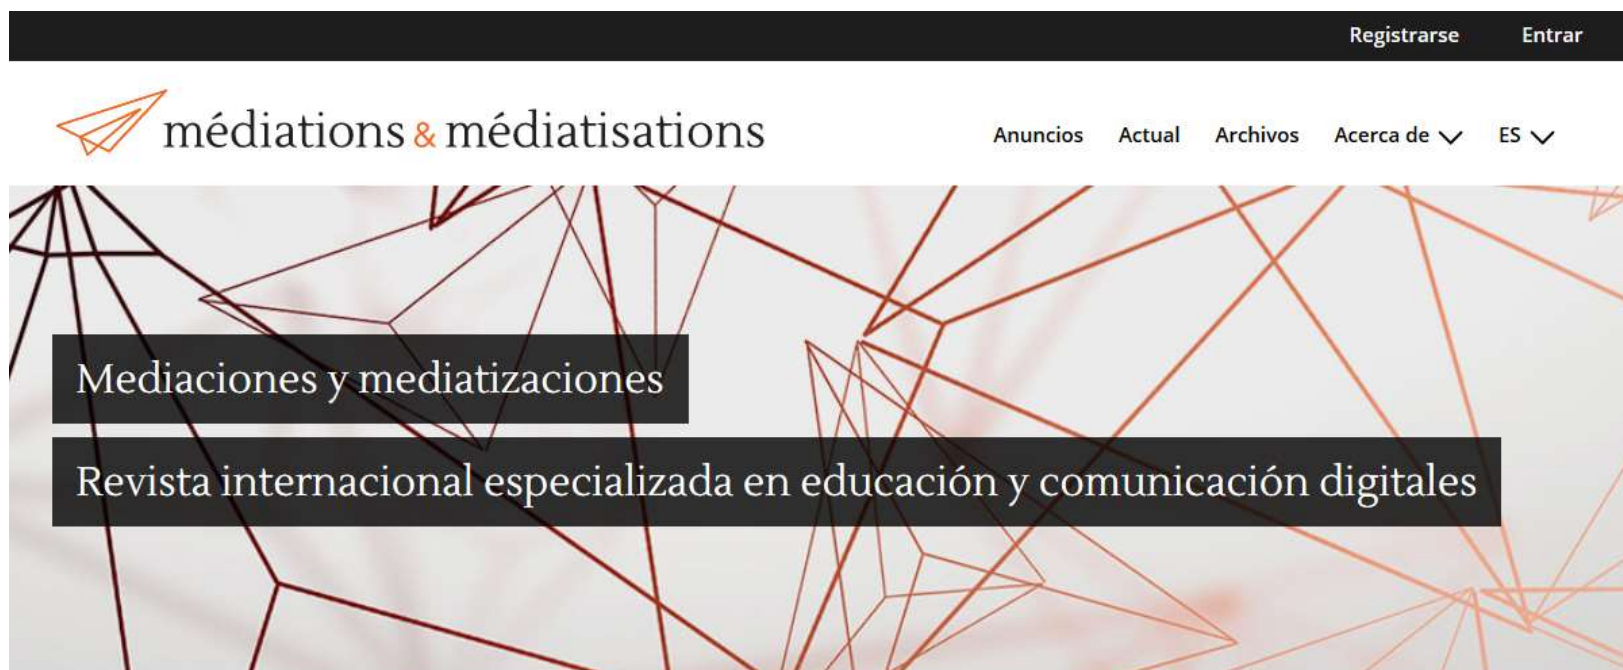 Registrarse Entrar
médiations & médiatisations
Anuncios Actual Archivos Acerca de ES
Mediaciones y mediatizaciones
Revista internacional especializada en educación y comunicación digitales